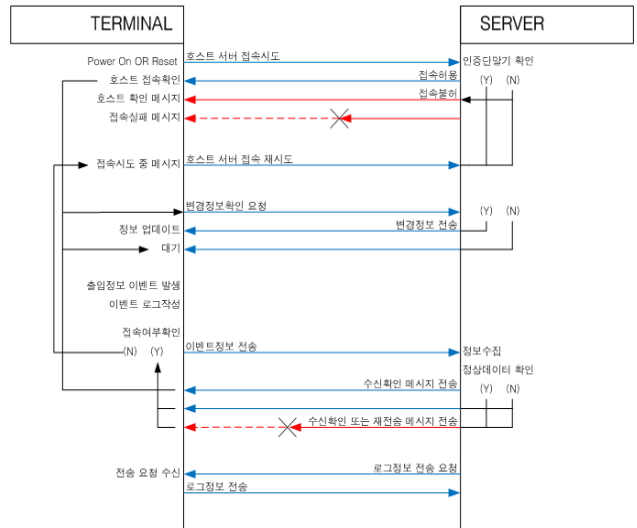 TERMINAL SERVER
Power On OR Reset 호스트 서버 접속시도 인증단말기 확인
호스트 접속확인 접속허용 (Y) (N)
호스트 확인 메시지 접속불허
접속실패 메시지
접속시도 중 메시지 호스트 서버 접속 재시도
변경정보확인 요청 (Y) (N)
정보 업데이트 변경정보 전송
대기
출입정보 이벤트 발생
이벤트 로그작성
접속여부확인
(N) (Y) 이벤트정보 전송 정보수집
정상데이터 확인
수신확인 메시지 전송 (Y) (N)
수신확인 또는 재전송 메시지 전송
전송 요청 수신 로그정보 전송 요청
로그정보 전송